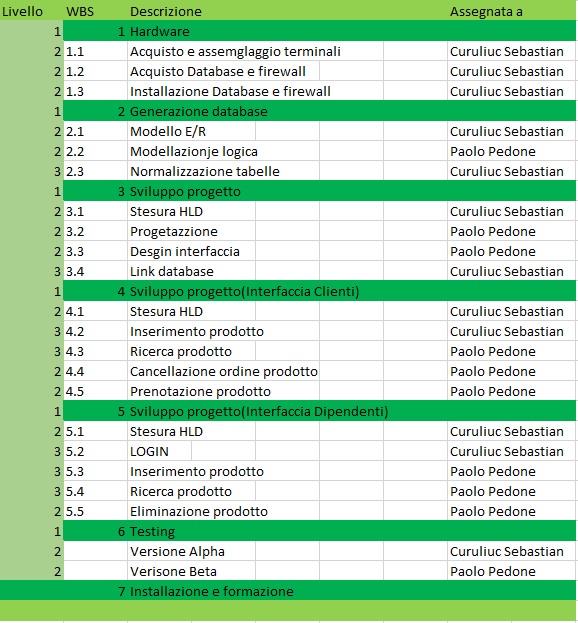 Livello WBS Descrizione Assegnata a
1 1 Hardware
2 1.1 Acquisto e assemglaggio terminali Curuliuc Sebastian
2 1.2 Acquisto Database e firewall Curuliuc Sebastian
2 1.3 Installazione Database e firewall Curuliuc Sebastian
1 2 Generazione database
2 2.1 Modello E/R Curuliuc Sebastian
2 2.2 Modellazionje logica Paolo Pedone
3 2.3 Normalizzazione tabelle Curuliuc Sebastian
1 3 Sviluppo progetto
2 3.1 Stesura HLD Curuliuc Sebastian
2 3.2 Progetazzione Paolo Pedone
2 3.3 Desgin interfaccia Paolo Pedone
3 3.4 Link database Curuliuc Sebastian
1 4 Sviluppo progetto(Interfaccia Clienti)
2 4.1 Stesura HLD Curuliuc Sebastian
3 4.2 Inserimento prodotto Curuliuc Sebastian
3 4.3 Ricerca prodotto Paolo Pedone
2 4.4 Cancellazione ordine prodotto Paolo Pedone
2 4.5 Prenotazione prodotto Paolo Pedone
1 5 Sviluppo progetto(Interfaccia Dipendenti)
2 5.1 Stesura HLD Curuliuc Sebastian
3 5.2 LOGIN Curuliuc Sebastian
3 5.3 Inserimento prodotto Paolo Pedone
3 5.4 Ricerca prodotto Paolo Pedone
2 5.5 Eliminazione prodotto Paolo Pedone
1 6 Testing
2 Versione Alpha Curuliuc Sebastian
2 Verisone Beta Paolo Pedone
7 Installazione e formazione